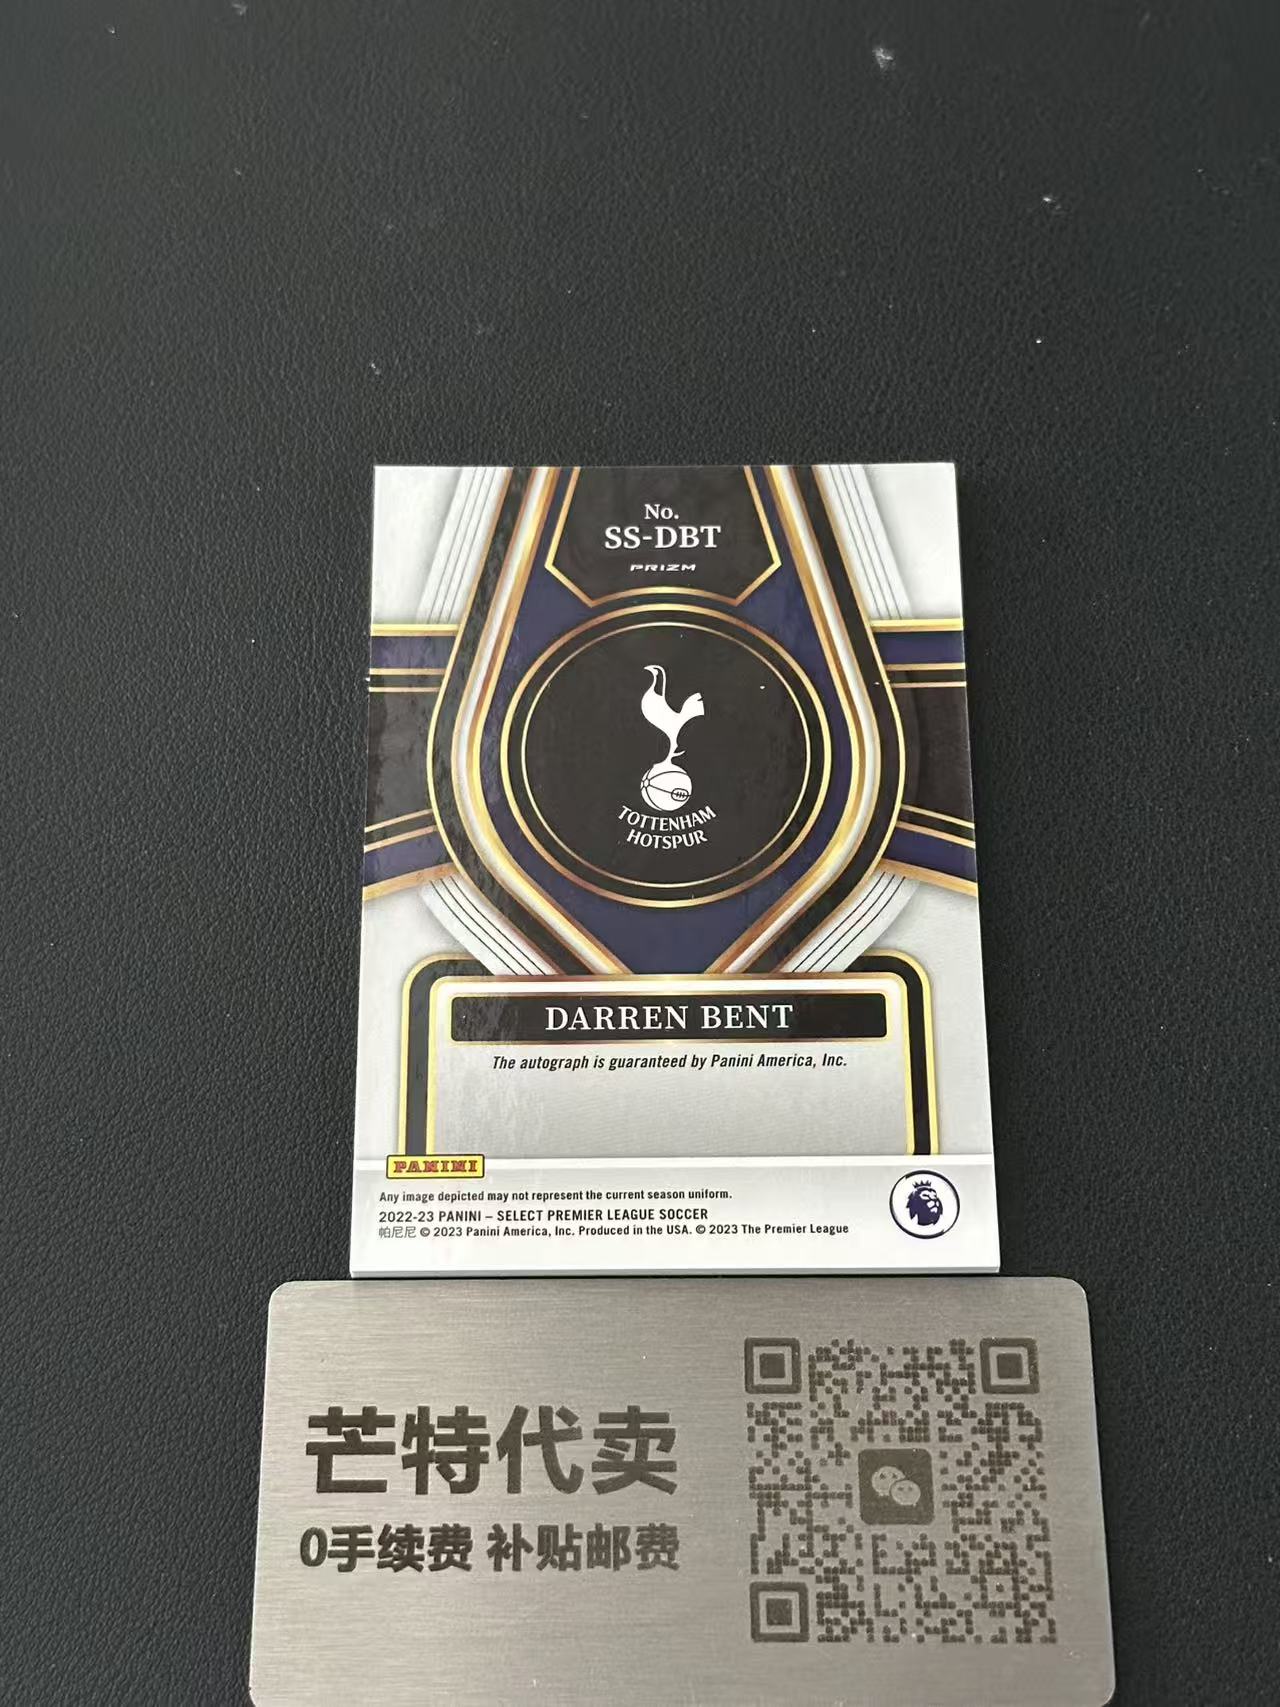 No.
SS-DBT
PRIZM
TOTTENHAM
HOTSPUR
DARREN BENT
The autograph is guaranteed by Panini America, Inc.
PANINI
Any image depicted may not represent the current season uniform.
2022-23 PANINI – SELECT PREMIER LEAGUE SOCCER
帕尼尼 © 2023 Panini America, Inc. Produced in the USA. © 2023 The Premier League
芒特代卖
0手续费 补贴邮费